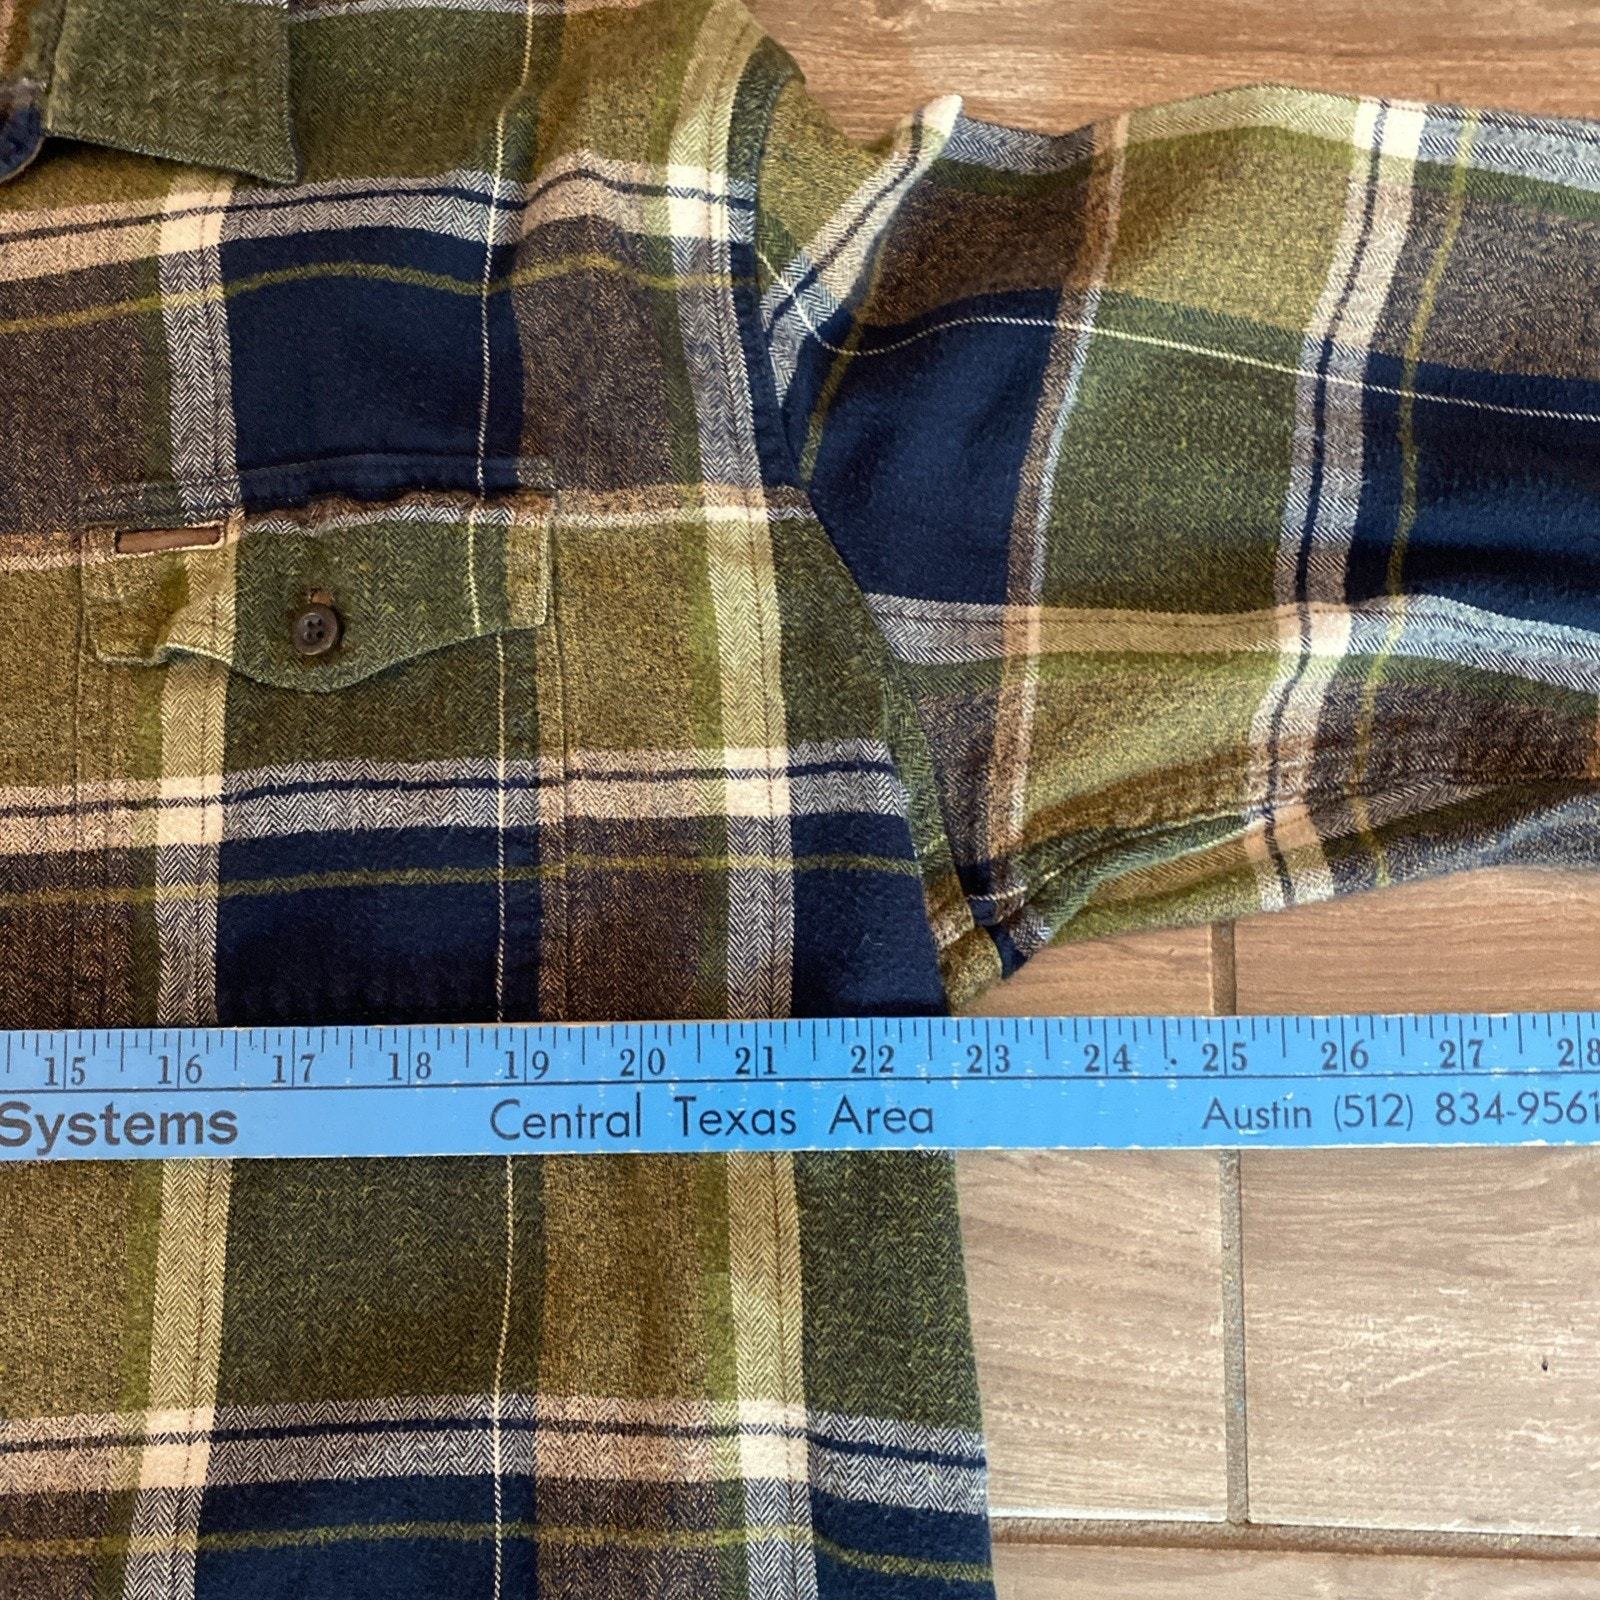 15 16 17 18 19 20 21 22 23 24 25 26 27 28
Systems Central Texas Area Austin (512) 834-9561